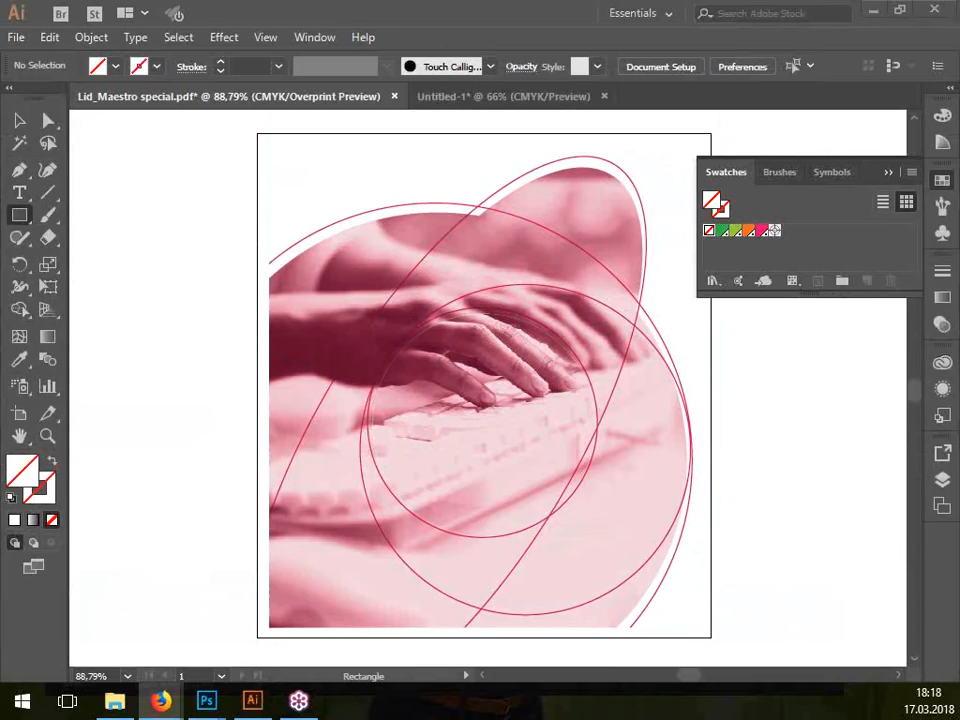 Ai Br St Essentials Search Adobe Stock
File Edit Object Type Select Effect View Window Help
No Selection Stroke: Touch Callig... Opacity Style: Document Setup Preferences
Lid_Maestro special.pdf* @ 88,79% (CMYK/Overprint Preview) × Untitled-1* @ 66% (CMYK/Preview) ×
Swatches Brushes Symbols
88,79% 1 Rectangle
Ps Ai
18:18
17.03.2018